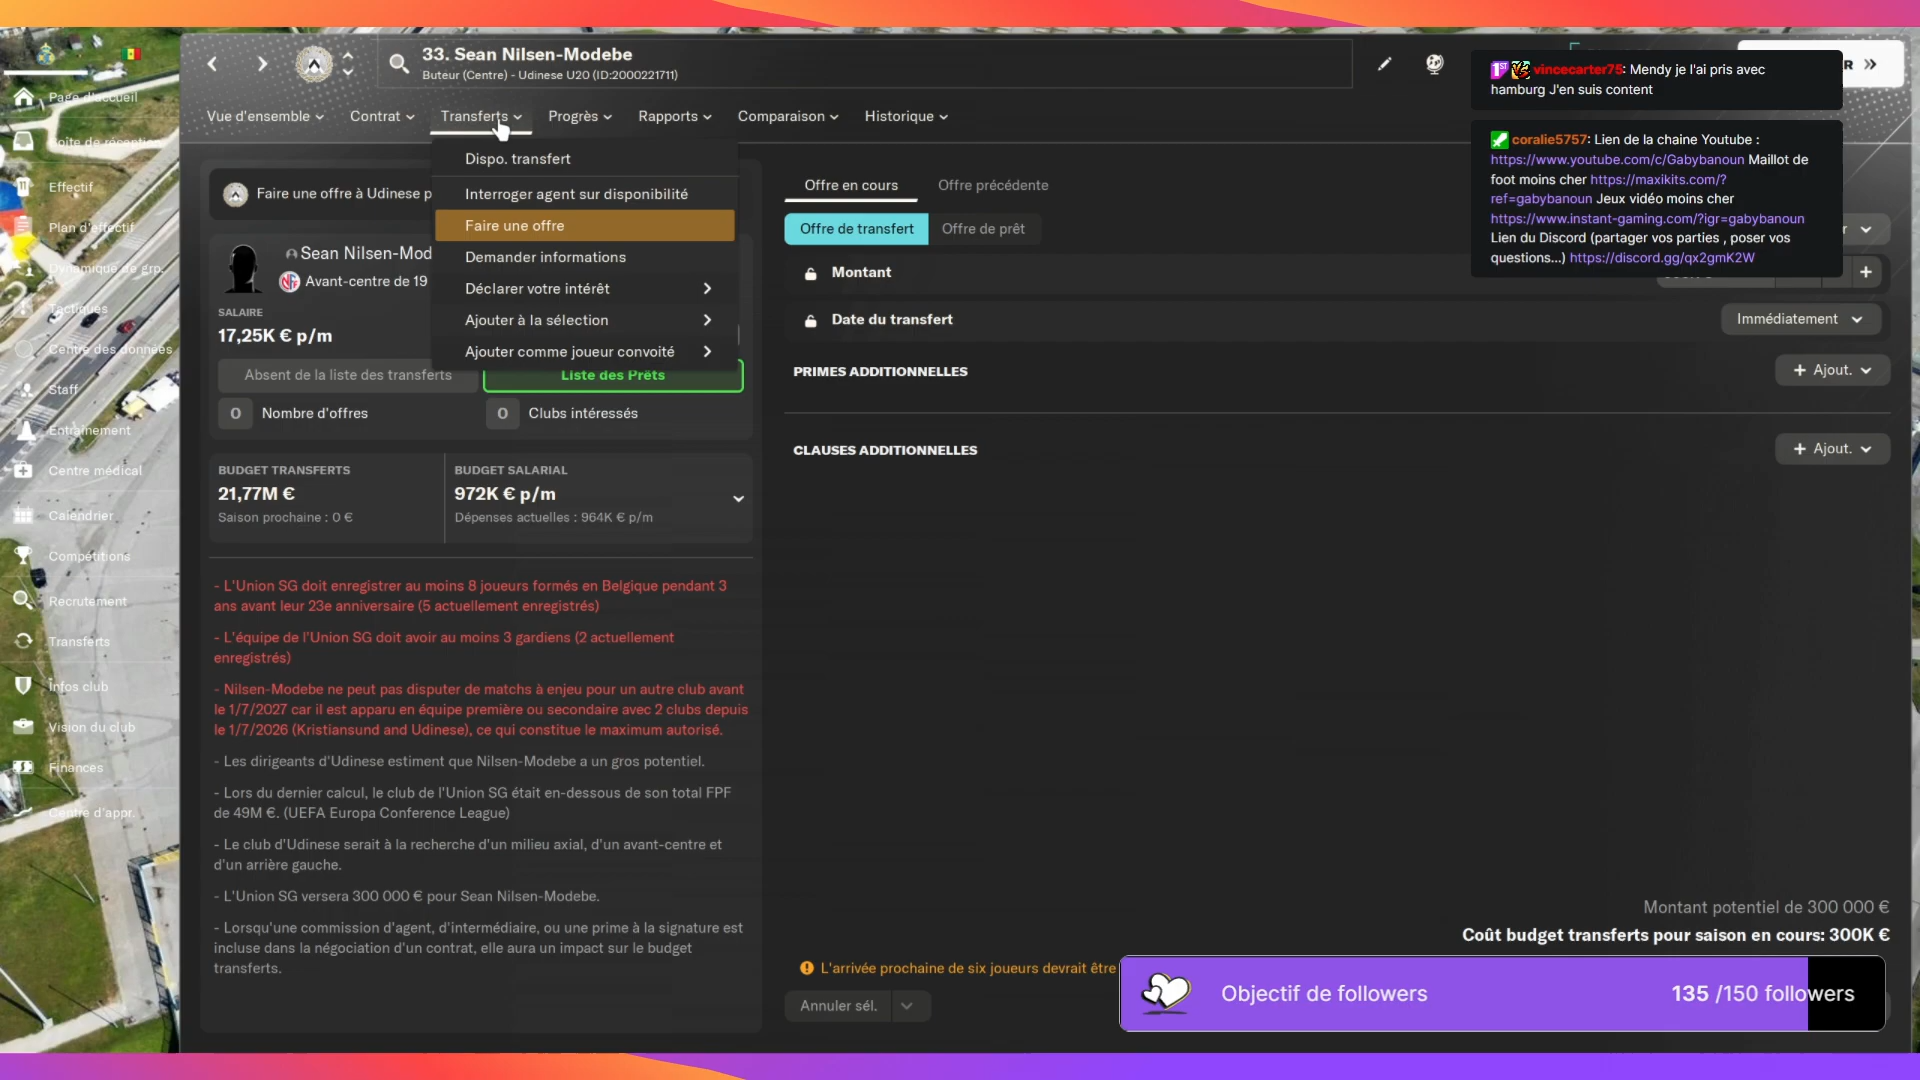 33. Sean Nilsen-Modebe
Buteur (Centre) - Udinese U20 (ID:2000221711)
R
Vue d'ensemble
Contrat
Transferts
Progrès
Rapports
Comparaison
Historique
Page d'accueil
Boîte de réception
Effectif
Plan d'effectif
Dynamique de grp.
Tactiques
Centre des données
Staff
Entraînement
Centre médical
Calendrier
Compétitions
Recrutement
Transferts
Infos club
Vision du club
Finances
Centre d'appr.
Dispo. transfert
Interroger agent sur disponibilité
Faire une offre
Demander informations
Déclarer votre intérêt
Ajouter à la sélection
Ajouter comme joueur convoité
Faire une offre à Udinese p
Sean Nilsen-Mod
Avant-centre de 19
SALAIRE
17,25K € p/m
Absent de la liste des transferts
Liste des Prêts
0 Nombre d'offres
0 Clubs intéressés
BUDGET TRANSFERTS
21,77M €
Saison prochaine : 0 €
BUDGET SALARIAL
972K € p/m
Dépenses actuelles : 964K € p/m
- L'Union SG doit enregistrer au moins 8 joueurs formés en Belgique pendant 3
ans avant leur 23e anniversaire (5 actuellement enregistrés)
- L'équipe de l'Union SG doit avoir au moins 3 gardiens (2 actuellement
enregistrés)
- Nilsen-Modebe ne peut pas disputer de matchs à enjeu pour un autre club avant
le 1/7/2027 car il est apparu en équipe première ou secondaire avec 2 clubs depuis
le 1/7/2026 (Kristiansund and Udinese), ce qui constitue le maximum autorisé.
- Les dirigeants d'Udinese estiment que Nilsen-Modebe a un gros potentiel.
- Lors du dernier calcul, le club de l'Union SG était en-dessous de son total FPF
de 49M €. (UEFA Europa Conference League)
- Le club d'Udinese serait à la recherche d'un milieu axial, d'un avant-centre et
d'un arrière gauche.
- L'Union SG versera 300 000 € pour Sean Nilsen-Modebe.
- Lorsqu'une commission d'agent, d'intermédiaire, ou une prime à la signature est
incluse dans la négociation d'un contrat, elle aura un impact sur le budget
transferts.
Offre en cours
Offre précédente
Offre de transfert
Offre de prêt
Montant
Date du transfert
Immédiatement
PRIMES ADDITIONNELLES
+ Ajout.
CLAUSES ADDITIONNELLES
+ Ajout.
Montant potentiel de 300 000 €
Coût budget transferts pour saison en cours: 300K €
L'arrivée prochaine de six joueurs devrait être
Annuler sél.
1ST vincecarter75: Mendy je l'ai pris avec
hamburg J'en suis content
coralie5757: Lien de la chaine Youtube :
https://www.youtube.com/c/Gabybanoun Maillot de
foot moins cher https://maxikits.com/?
ref=gabybanoun Jeux vidéo moins cher
https://www.instant-gaming.com/?igr=gabybanoun
Lien du Discord (partager vos parties , poser vos
questions...) https://discord.gg/qx2gmK2W
Objectif de followers
135 /150 followers